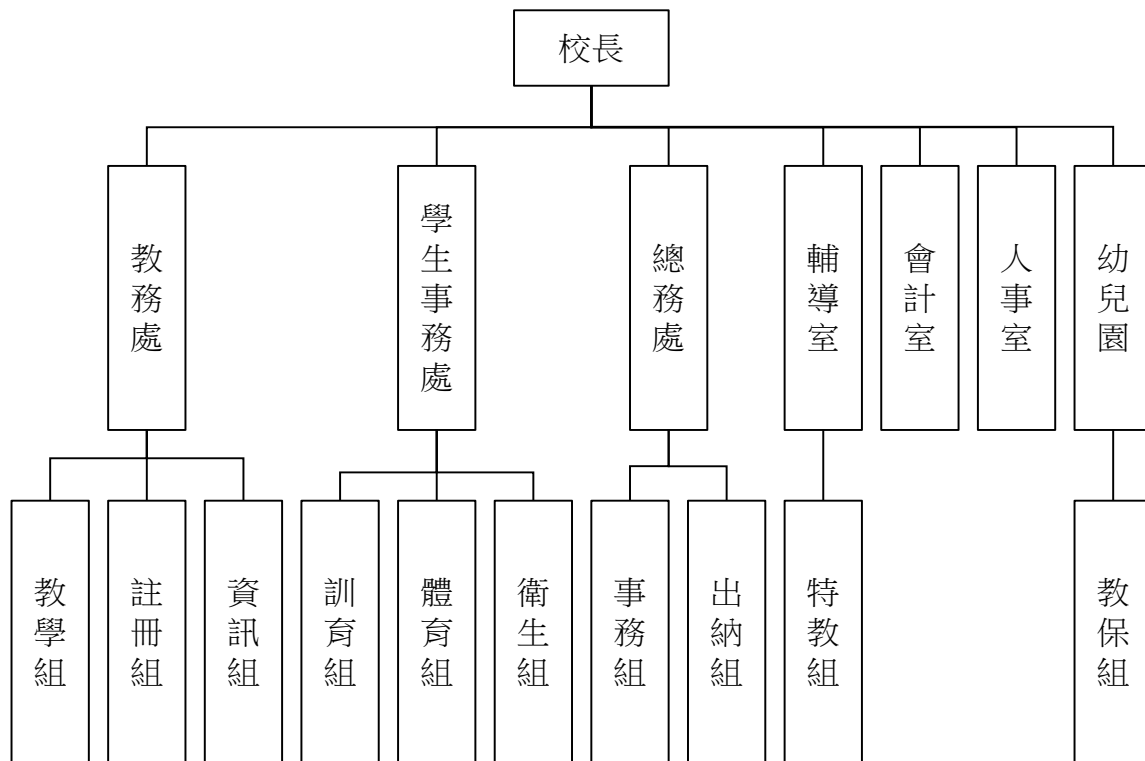 校長
教務處
學生事務處
總務處
輔導室
會計室
人事室
幼兒園
教學組
註冊組
資訊組
訓育組
體育組
衛生組
事務組
出納組
特教組
教保組